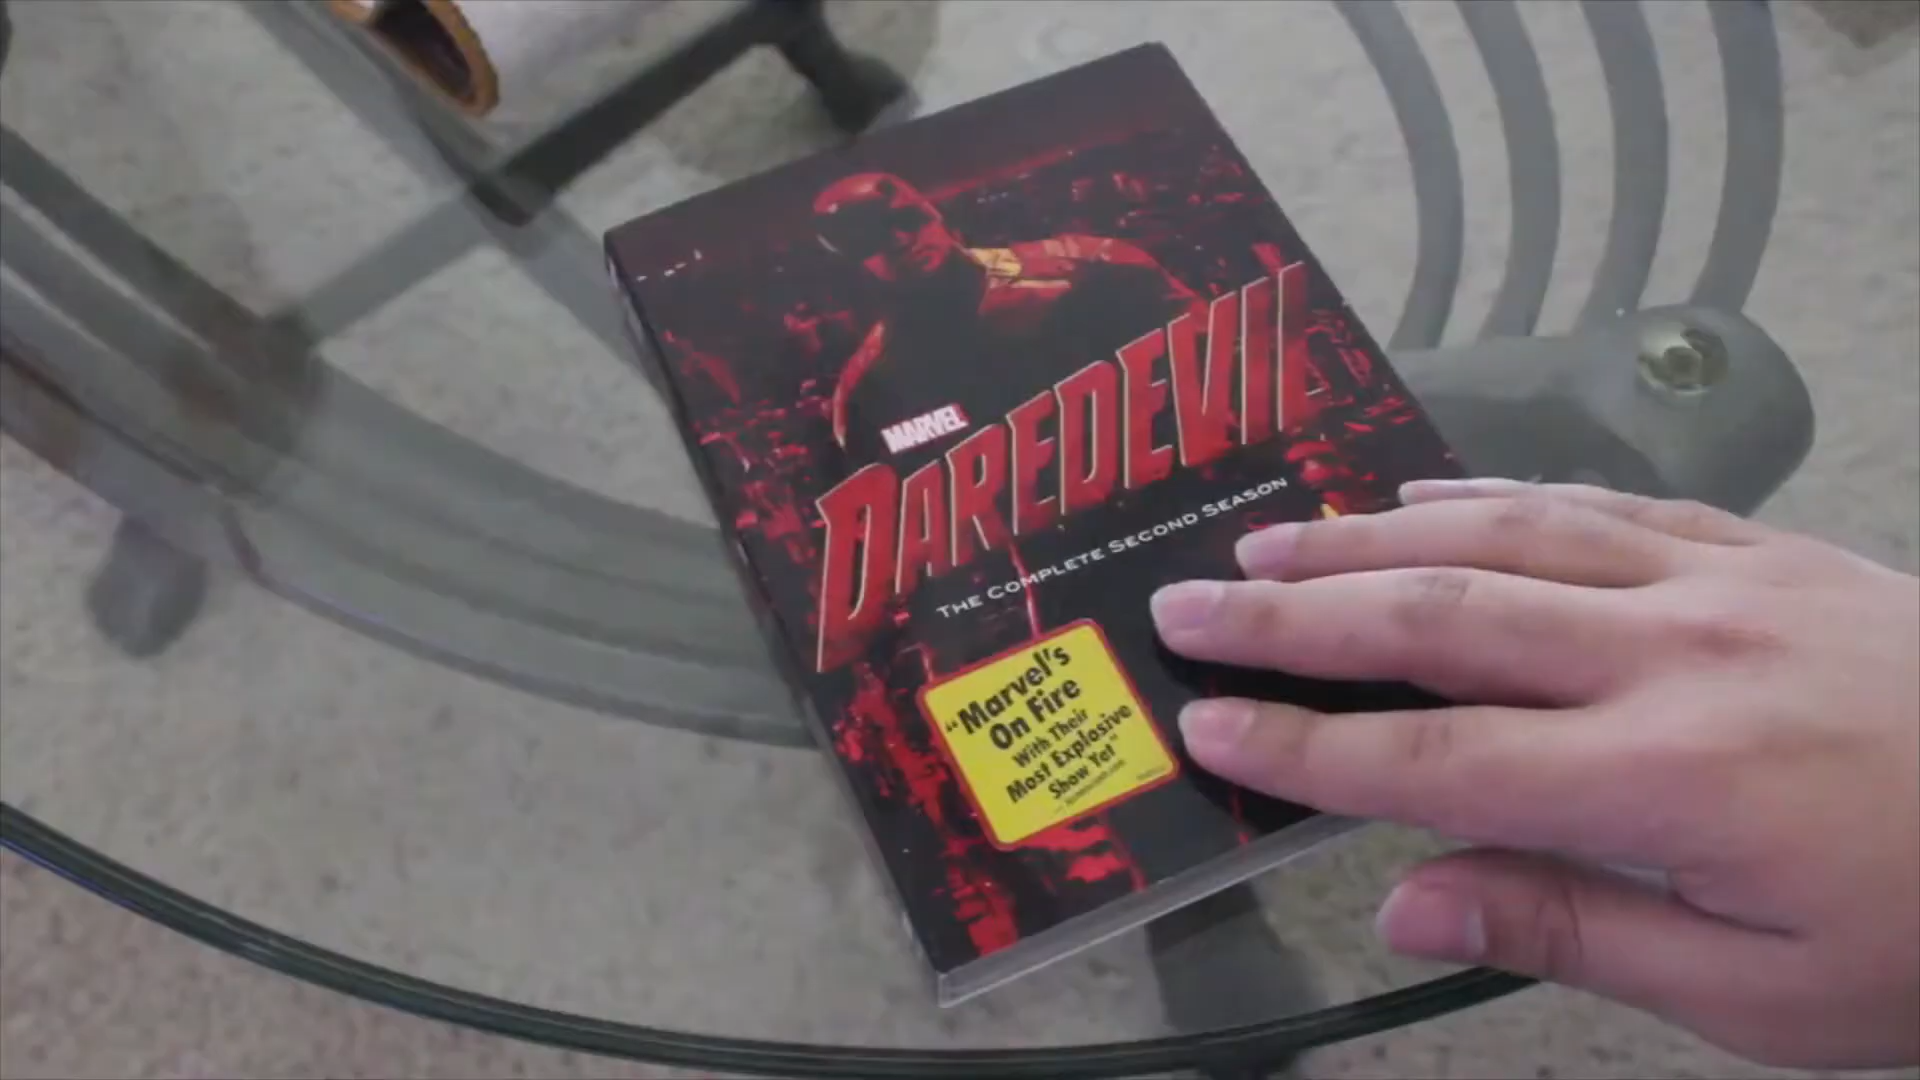 MARVEL
DAREDEVIL
THE COMPLETE SECOND SEASON
"Marvel's
On Fire
With Their
Most Explosive
Show Yet"